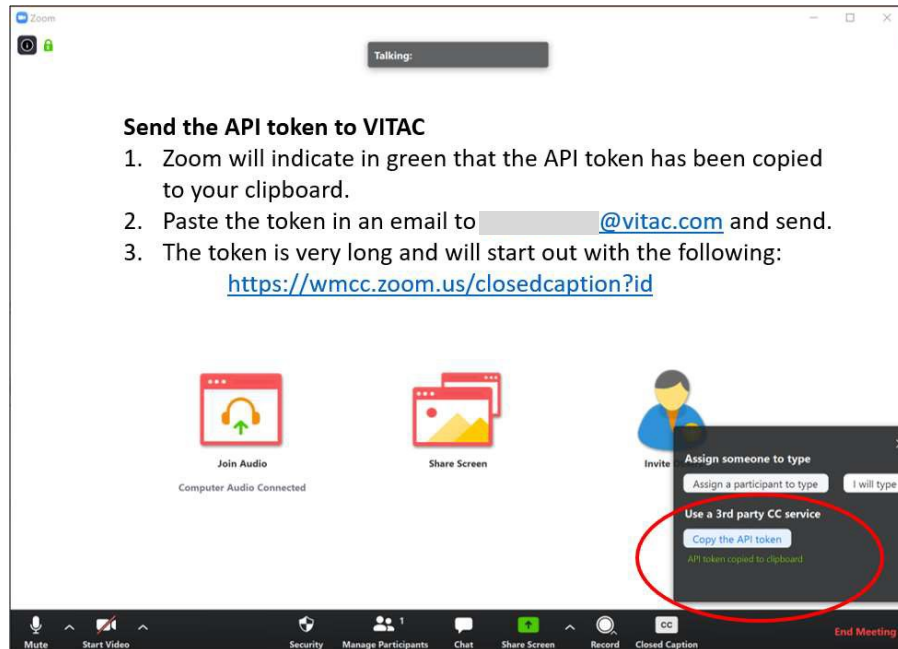 Zoom
Talking:
Send the API token to VITAC
1. Zoom will indicate in green that the API token has been copied
to your clipboard.
2. Paste the token in an email to @vitac.com and send.
3. The token is very long and will start out with the following:
https://wmcc.zoom.us/closedcaption?id
Join Audio
Computer Audio Connected
Share Screen
Invite
Assign someone to type
Assign a participant to type
I will type
Use a 3rd party CC service
Copy the API token
API token copied to clipboard
Mute
Start Video
Security
1
Manage Participants
Chat
Share Screen
Record
CC
Closed Caption
End Meeting